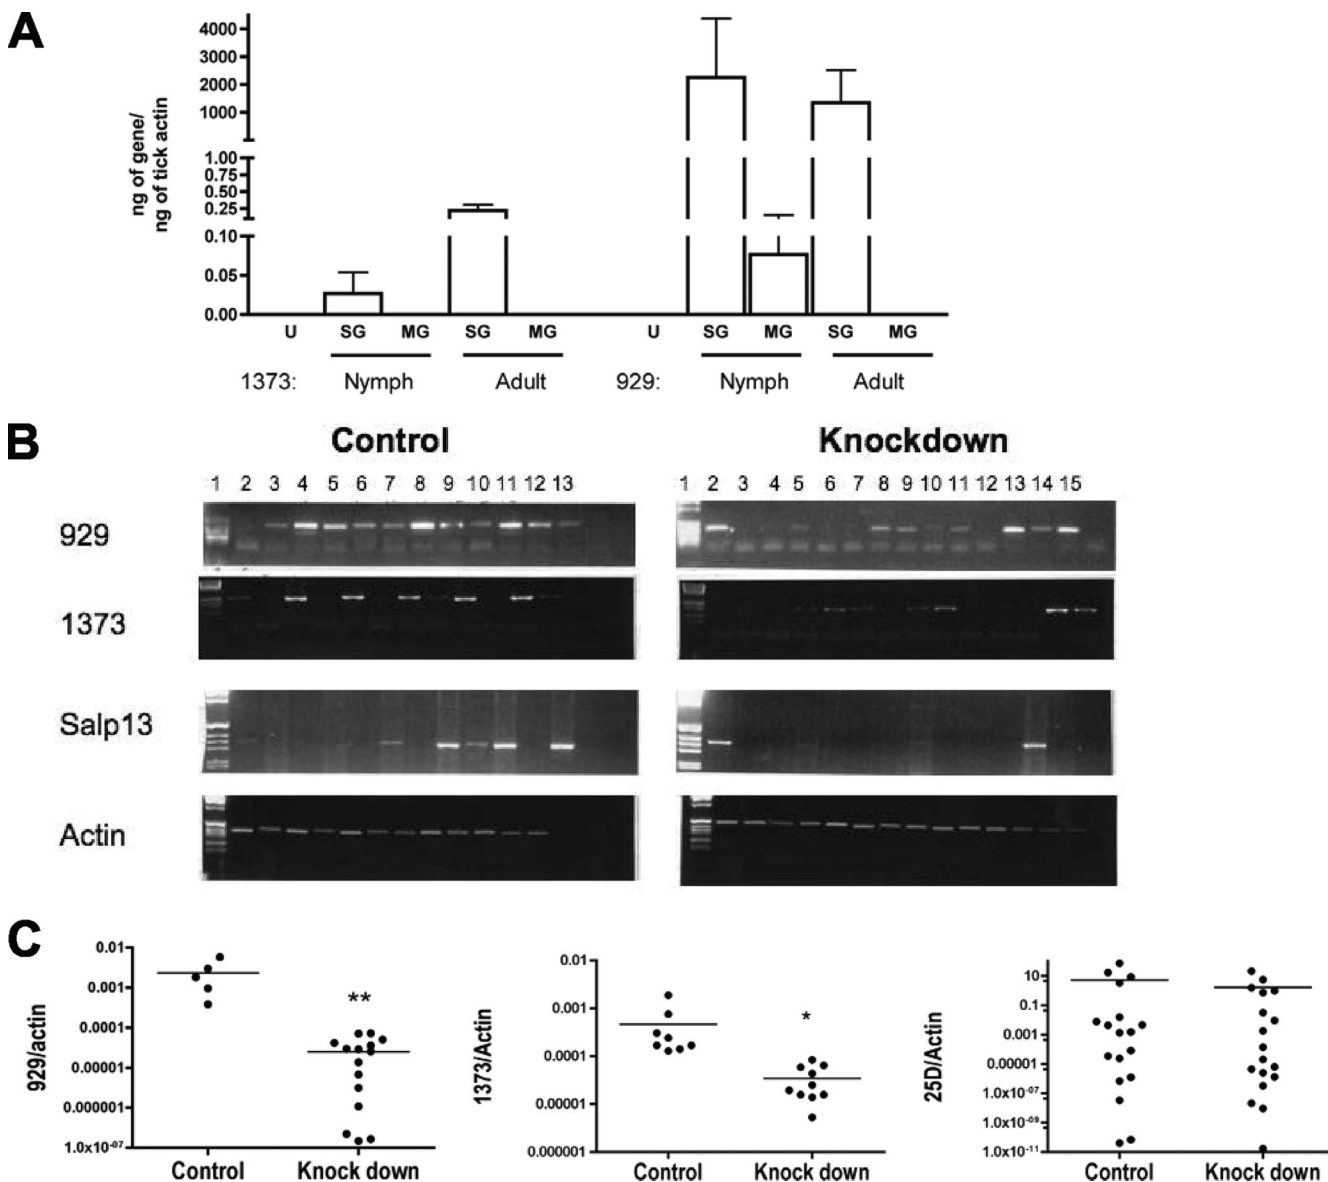 A
4000
3000
2000
1000
1.00
0.75
0.50
0.25
0.10
0.05
0.00
ng of gene/
ng of tick actin
U SG MG SG MG U SG MG SG MG
1373: Nymph Adult 929: Nymph Adult
B
Control Knockdown
1 2 3 4 5 6 7 8 9 10 11 12 13 1 2 3 4 5 6 7 8 9 10 11 12 13 14 15
929
1373
Salp13
Actin
C
929/actin
0.01
0.001
0.0001
0.00001
0.000001
1.0x10-07
**
Control Knock down
1373/Actin
0.01
0.001
0.0001
0.00001
0.000001
*
Control Knock down
25D/Actin
10
0.1
0.001
0.00001
1.0x10-07
1.0x10-09
1.0x10-11
Control Knock down